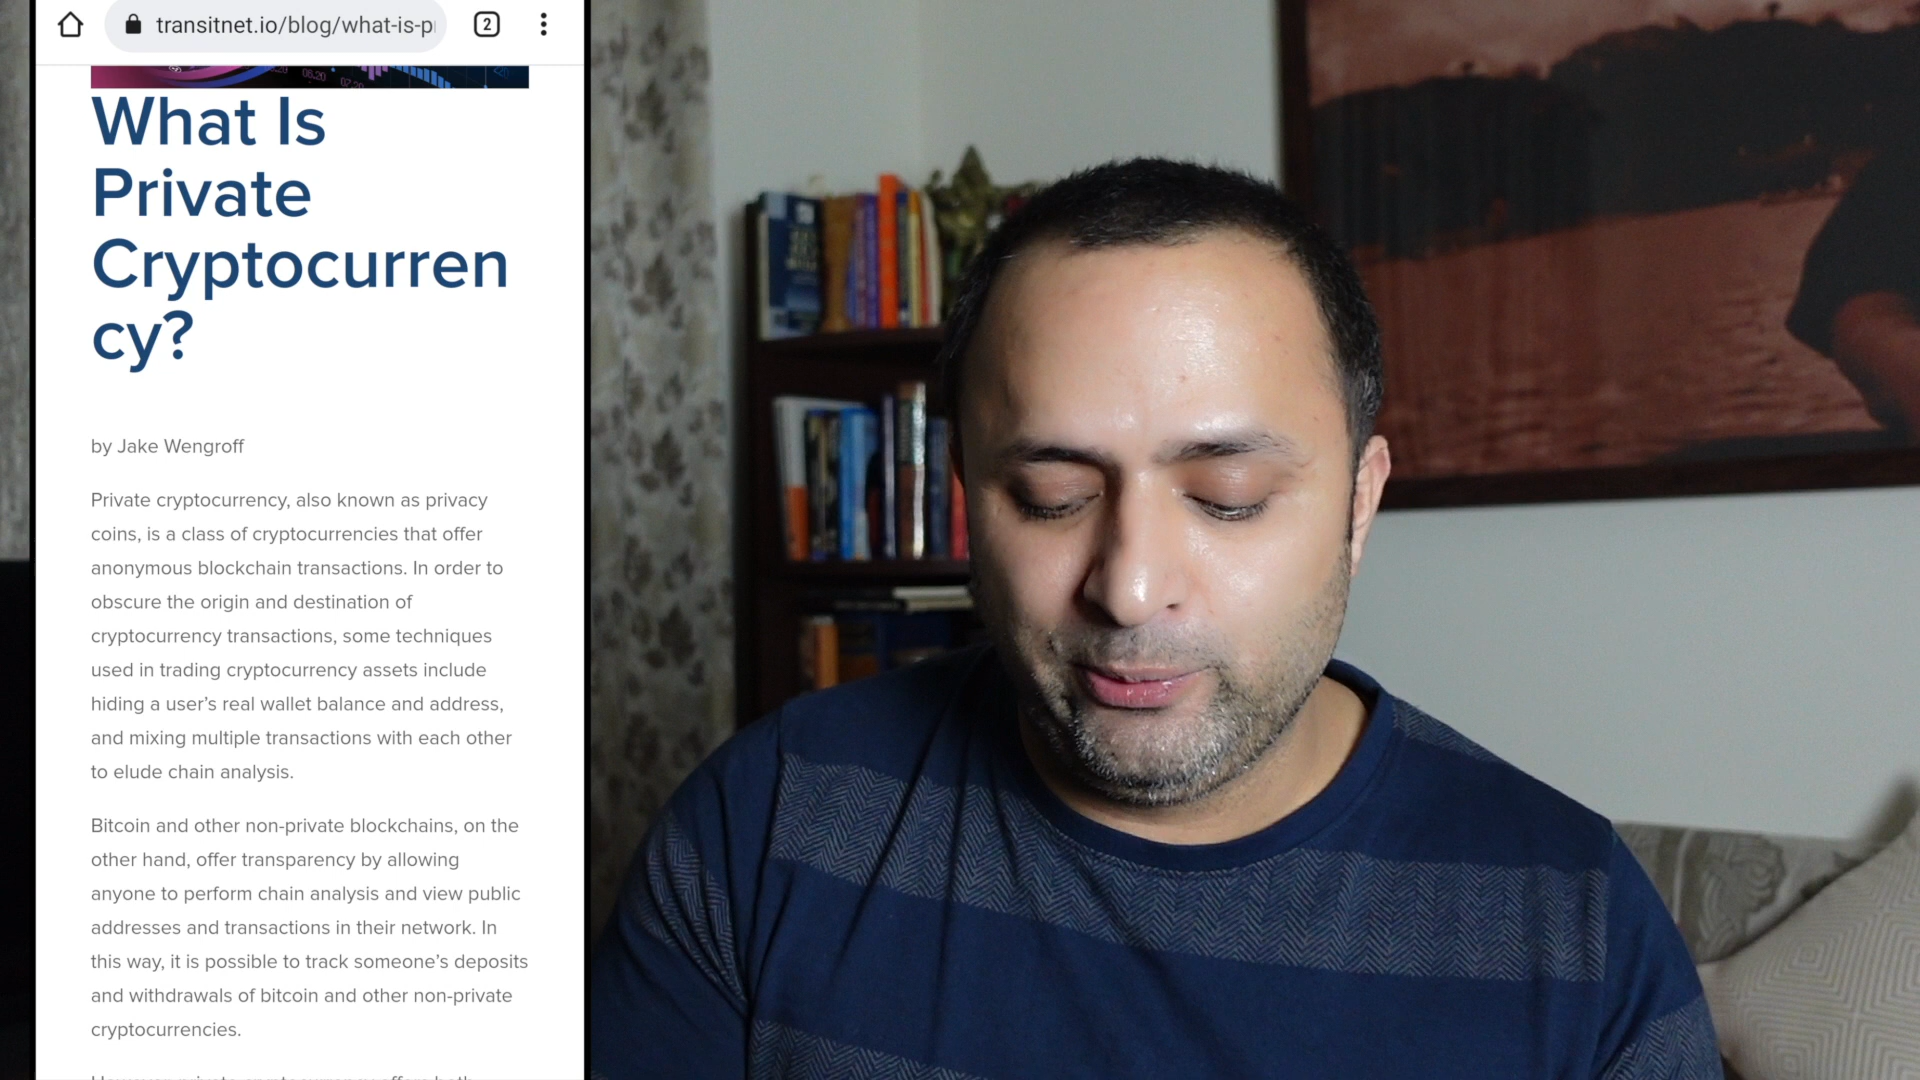 transitnet.io/blog/what-is-p
2
08.20
07.20
What Is
Private
Cryptocurren
cy?
by Jake Wengroff
Private cryptocurrency, also known as privacy
coins, is a class of cryptocurrencies that offer
anonymous blockchain transactions. In order to
obscure the origin and destination of
cryptocurrency transactions, some techniques
used in trading cryptocurrency assets include
hiding a user’s real wallet balance and address,
and mixing multiple transactions with each other
to elude chain analysis.
Bitcoin and other non-private blockchains, on the
other hand, offer transparency by allowing
anyone to perform chain analysis and view public
addresses and transactions in their network. In
this way, it is possible to track someone’s deposits
and withdrawals of bitcoin and other non-private
cryptocurrencies.